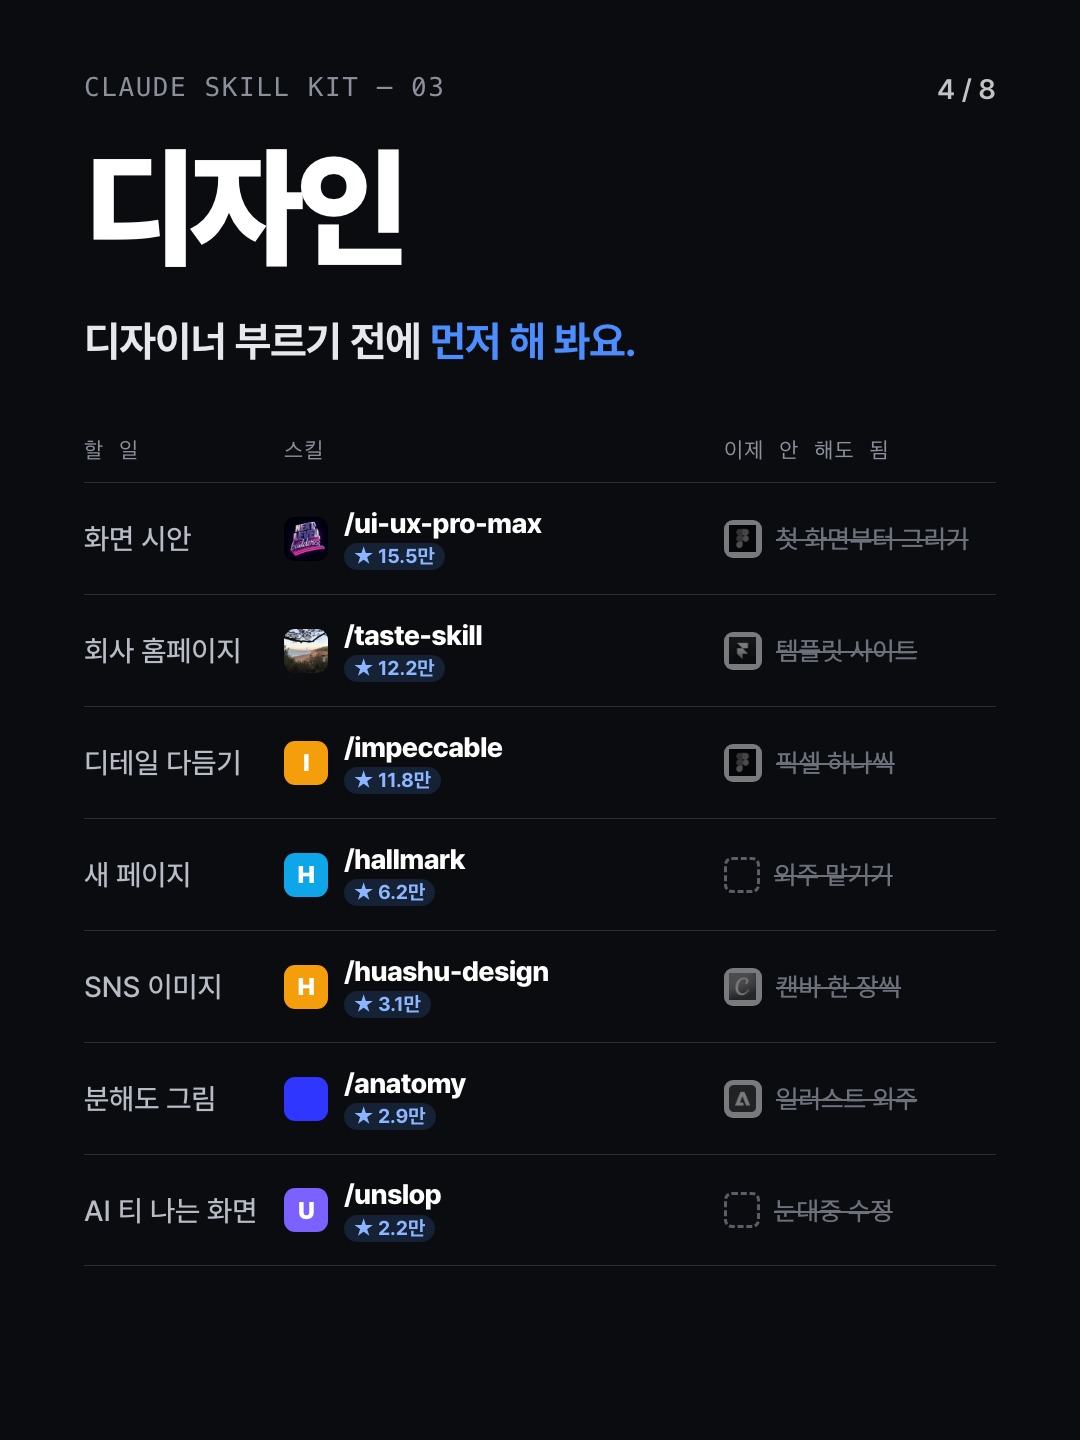 CLAUDE SKILL KIT — 03
4 / 8
디자인
디자이너 부르기 전에 먼저 해 봐요.
할 일
스킬
이제 안 해도 됨
화면 시안
/ui-ux-pro-max
★ 15.5만
첫 화면부터 그리기
회사 홈페이지
/taste-skill
★ 12.2만
템플릿 사이트
디테일 다듬기
I
/impeccable
★ 11.8만
픽셀 하나씩
새 페이지
H
/hallmark
★ 6.2만
외주 맡기기
SNS 이미지
H
/huashu-design
★ 3.1만
C
캔바 한 장씩
분해도 그림
/anatomy
★ 2.9만
일러스트 외주
AI 티 나는 화면
U
/unslop
★ 2.2만
눈대중 수정